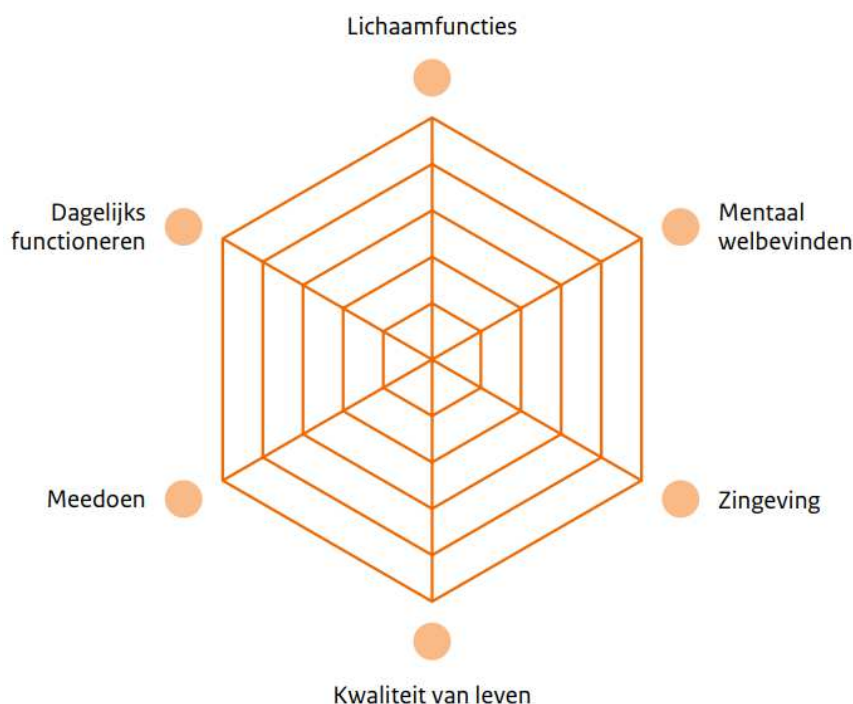 Lichaamfuncties
Dagelijks
functioneren
Mentaal
welbevinden
Meedoen
Zingeving
Kwaliteit van leven